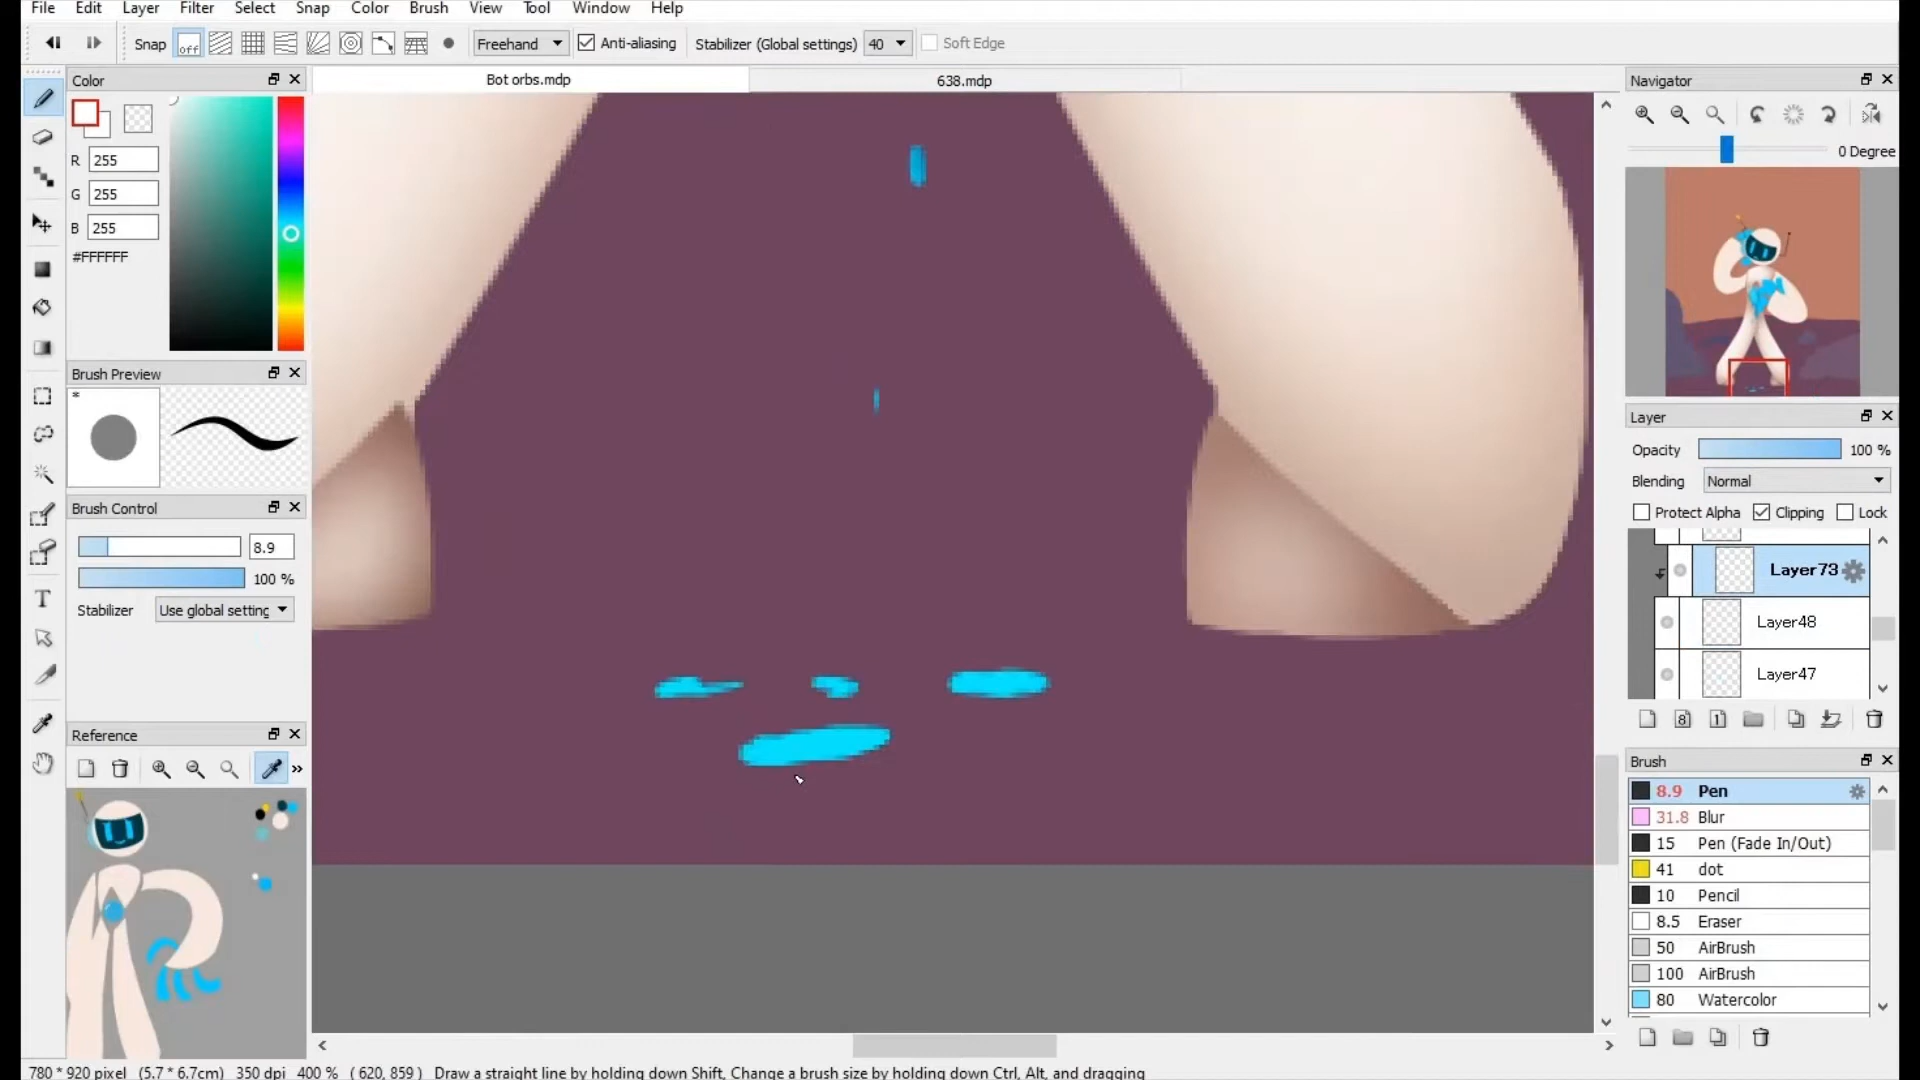 File Edit Layer Filter Select Snap Color Brush View Tool Window Help
Snap off Freehand Anti-aliasing Stabilizer (Global settings) 40 Soft Edge
Color
R 255
G 255
B 255
#FFFFFF
Brush Preview
*
Brush Control
8.9
100 %
Stabilizer Use global setting
Reference
Bot orbs.mdp 638.mdp
Navigator
0 Degree
Layer
Opacity 100 %
Blending Normal
Protect Alpha Clipping Lock
Layer73
Layer48
Layer47
8 1
Brush
8.9 Pen
31.8 Blur
15 Pen (Fade In/Out)
41 dot
10 Pencil
8.5 Eraser
50 AirBrush
100 AirBrush
80 Watercolor
T
780 * 920 pixel (5.7 * 6.7cm) 350 dpi 400 % ( 620, 859 ) Draw a straight line by holding down Shift, Change a brush size by holding down Ctrl, Alt, and dragging